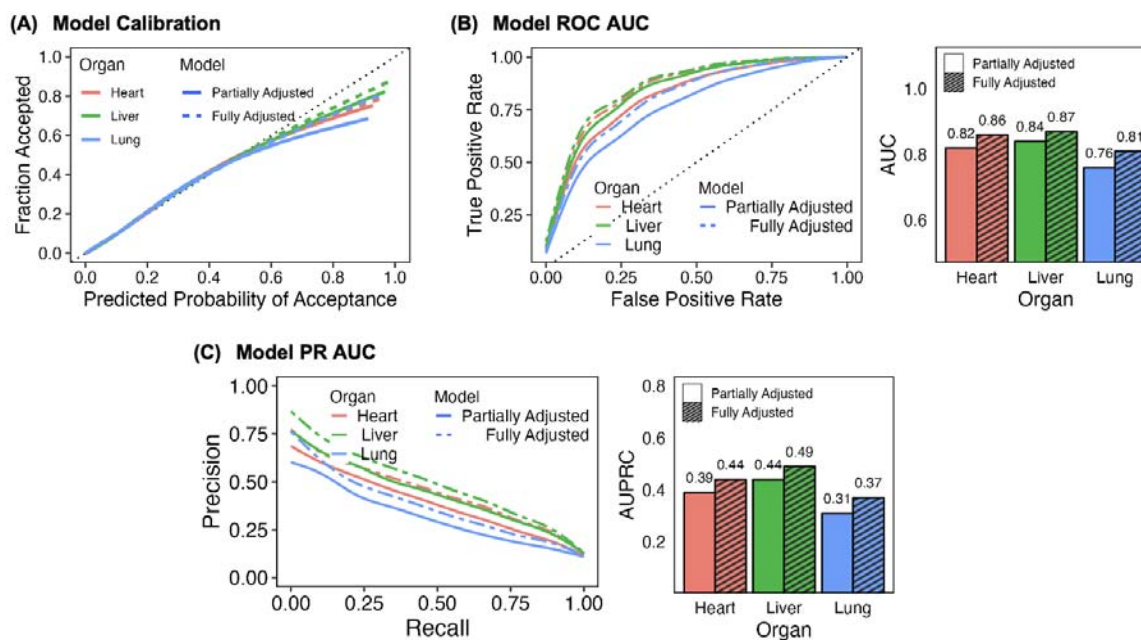 (A) Model Calibration
Fraction Accepted
1.0
0.8
0.6
0.4
0.2
0.0
Organ
Heart
Liver
Lung
Model
Partially Adjusted
Fully Adjusted
0.0 0.2 0.4 0.6 0.8 1.0
Predicted Probability of Acceptance
(B) Model ROC AUC
True Positive Rate
1.00
0.75
0.50
0.25
Organ
Heart
Liver
Lung
Model
Partially Adjusted
Fully Adjusted
0.00 0.25 0.50 0.75 1.00
False Positive Rate
AUC
0.8
0.6
Partially Adjusted
Fully Adjusted
0.82 0.86 0.84 0.87 0.76 0.81
Heart Liver Lung
Organ
(C) Model PR AUC
Precision
1.00
0.75
0.50
0.25
0.00
Organ
Heart
Liver
Lung
Model
Partially Adjusted
Fully Adjusted
0.00 0.25 0.50 0.75 1.00
Recall
AUPRC
0.8
0.6
0.4
0.2
Partially Adjusted
Fully Adjusted
0.39 0.44 0.44 0.49 0.31 0.37
Heart Liver Lung
Organ